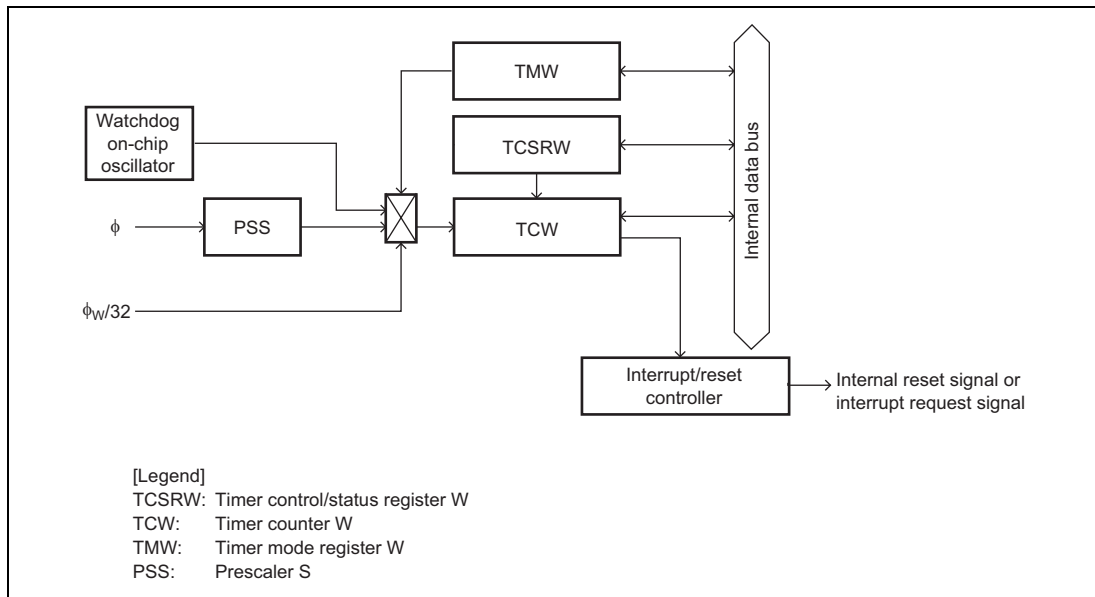 TMW
Watchdog
on-chip
oscillator
TCSRW
Internal data bus
ϕ
PSS
TCW
ϕW/32
Interrupt/reset
controller
Internal reset signal or
interrupt request signal
[Legend]
TCSRW: Timer control/status register W
TCW: Timer counter W
TMW: Timer mode register W
PSS: Prescaler S